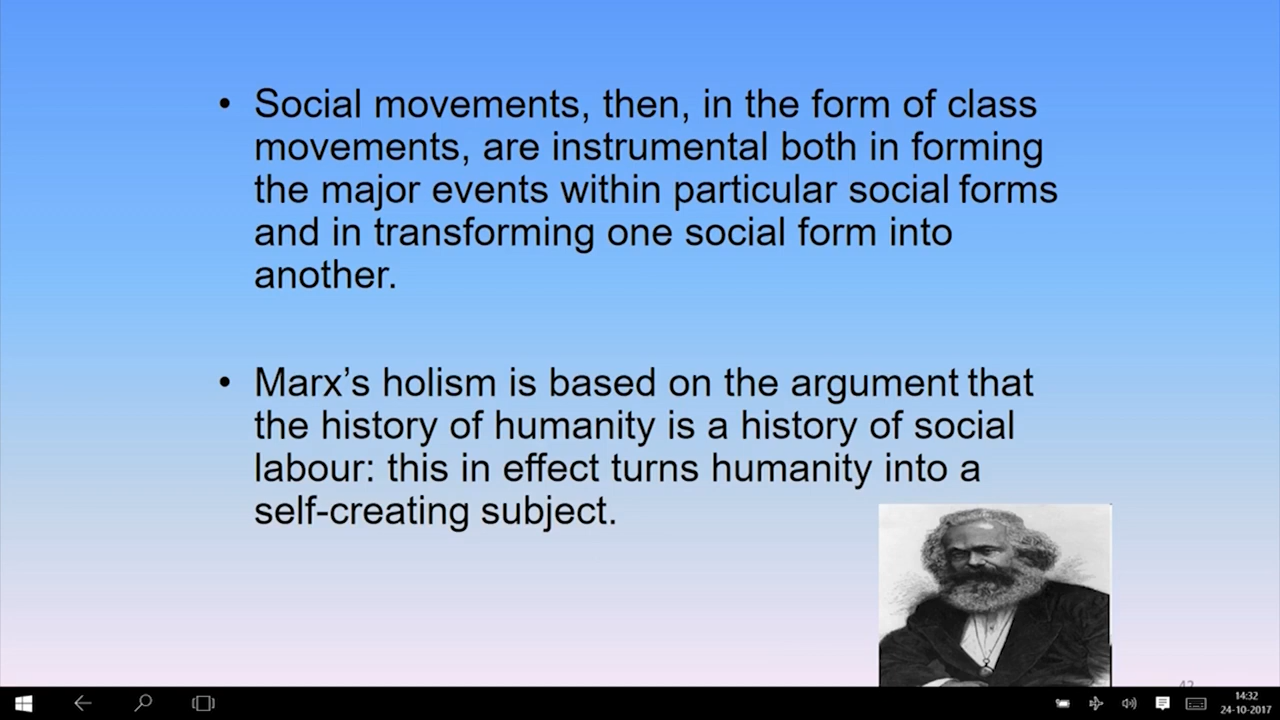 • Social movements, then, in the form of class
movements, are instrumental both in forming
the major events within particular social forms
and in transforming one social form into
another.
• Marx’s holism is based on the argument that
the history of humanity is a history of social
labour: this in effect turns humanity into a
self-creating subject.
42
14:32
24-10-2017